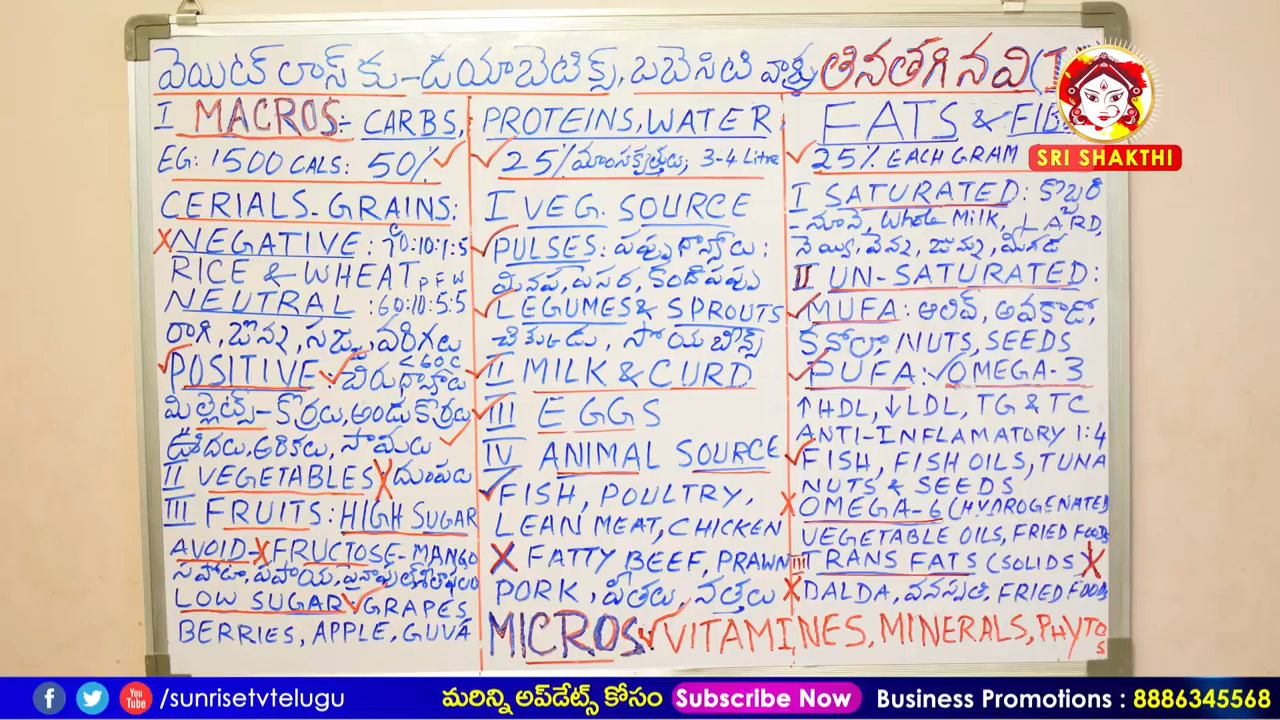 వెయిట్ లాస్ కు - డయాబెటిక్స్, ఒబెసిటి వాళ్ళు తినతగినవి
I MACROS:- CARBS,
EG: 1500 CALS: 50% ✓
CERIALS-GRAINS:
X NEGATIVE: 70:10:1:5
RICE & WHEAT P F W
NEUTRAL: 60:10:5:5
రాగి, జొన్న, సజ్జ, వరిగలు
✓ POSITIVE: ✓ చిరుధాన్యాలు
మిల్లెట్స్ - కొర్రలు, అండుకొర్రలు
ఊదలు, అరికలు, సామలు ✓
II VEGETABLES X దుంపలు
III FRUITS: HIGH SUGAR
AVOID-X FRUCTOSE-MANGO
సపోటా, పపాయ,
LOW SUGAR ✓ GRAPES,
BERRIES, APPLE, GUVA
PROTEINS, WATER
✓ 25% మాంసకృత్తులు; 3-4 Litre
I VEG. SOURCE
✓ PULSES: పప్పుధాన్యాలు:
మినప, పెసర, కందిపప్పు
✓ LEGUMES & SPROUTS
చిక్కుడు, సోయబీన్స్
✓ II MILK & CURD
✓ III EGGS
IV ANIMAL SOURCE
✓ FISH, POULTRY,
LEAN MEAT, CHICKEN
X FATTY BEEF, PRAWN
PORK, పీతలు, నత్తలు
FATS & FIB
✓ 25% EACH GRAM
I SATURATED: కొబ్బరి
- నూనె, Whole Milk, LARD,
నెయ్యి, వెన్న, జున్ను, మీగడ
II UN-SATURATED:
✓ MUFA: ఆలివ్, అవకాడో,
కనోలా, NUTS, SEEDS
✓ PUFA: ✓ OMEGA-3
↑HDL, ↓LDL, TG & TC
ANTI-INFLAMATORY 1:4
✓ FISH, FISH OILS, TUNA
NUTS & SEEDS
X OMEGA-6 (HYDROGENATED
VEGETABLE OILS, FRIED FOODS
III TRANS FATS (SOLIDS X
X DALDA, వనస్పతి, FRIED FOODS
MICROS: ✓ VITAMINES, MINERALS, PHYTOS
SRI SHAKTHI
/sunrisetvtelugu
మరిన్ని అప్‌డేట్స్ కోసం Subscribe Now Business Promotions : 8886345568